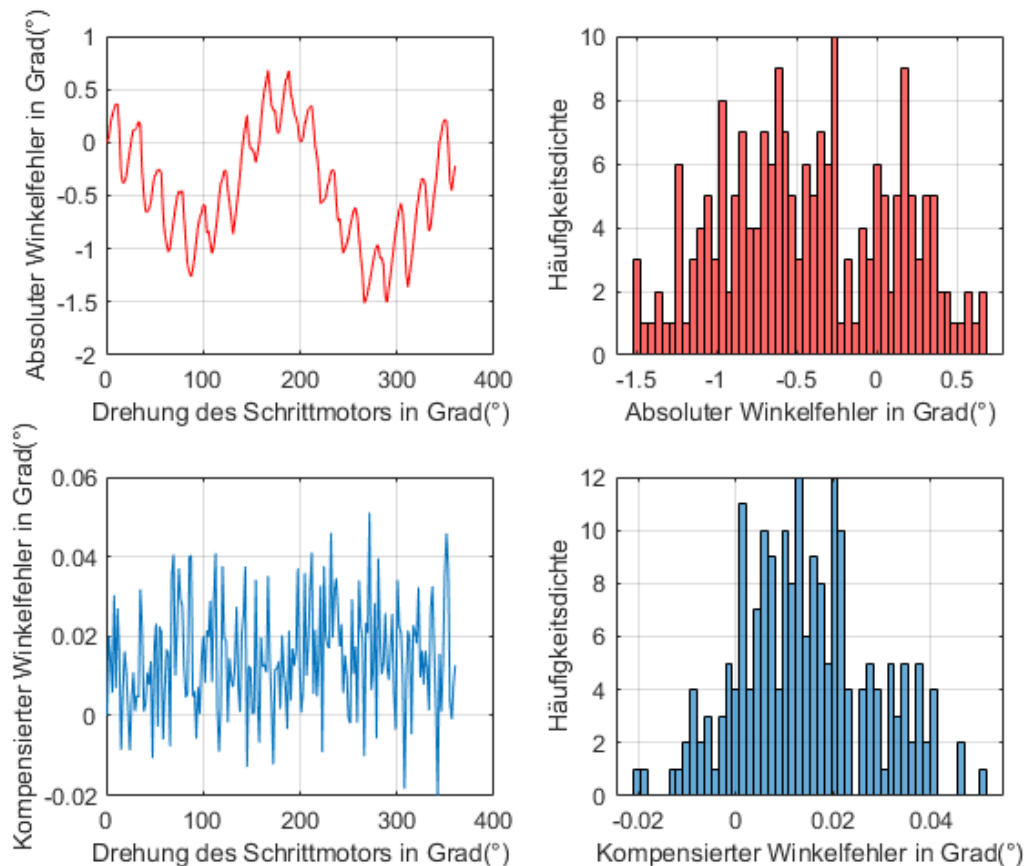 Absoluter Winkelfehler in Grad(°)
1
0.5
0
-0.5
-1
-1.5
-2
0 100 200 300 400
Drehung des Schrittmotors in Grad(°)
Häufigkeitsdichte
10
8
6
4
2
0
-1.5 -1 -0.5 0 0.5
Absoluter Winkelfehler in Grad(°)
Kompensierter Winkelfehler in Grad(°)
0.06
0.04
0.02
0
-0.02
0 100 200 300 400
Drehung des Schrittmotors in Grad(°)
Häufigkeitsdichte
12
10
8
6
4
2
0
-0.02 0 0.02 0.04
Kompensierter Winkelfehler in Grad(°)